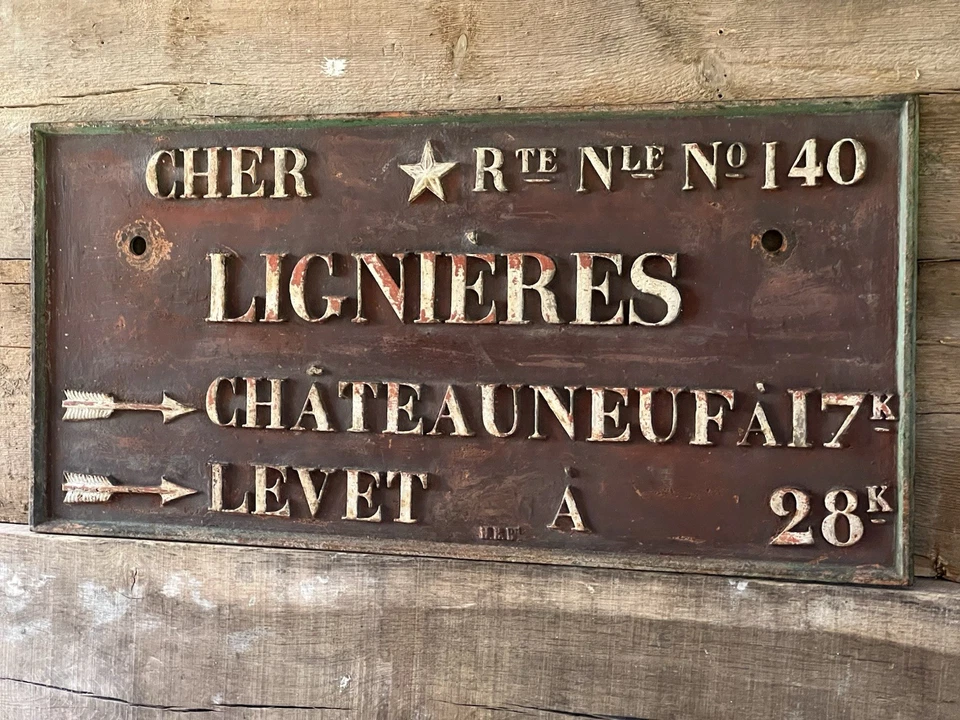 CHER ★ Rᵀᴱ Nᴸᴱ Nᴼ 140
LIGNIERES
CHÂTEAUNEUF À 17ᴷ
LEVET À 28ᴷ